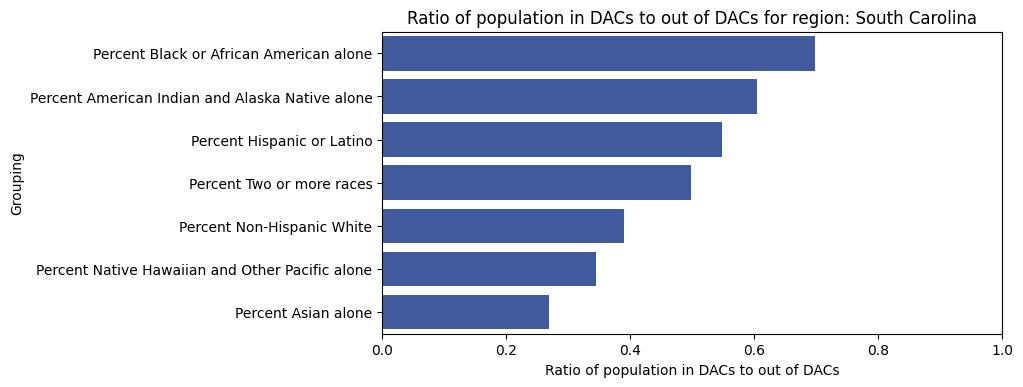 Ratio of population in DACs to out of DACs for region: South Carolina
Grouping
Percent Black or African American alone
Percent American Indian and Alaska Native alone
Percent Hispanic or Latino
Percent Two or more races
Percent Non-Hispanic White
Percent Native Hawaiian and Other Pacific alone
Percent Asian alone
0.0 0.2 0.4 0.6 0.8 1.0
Ratio of population in DACs to out of DACs